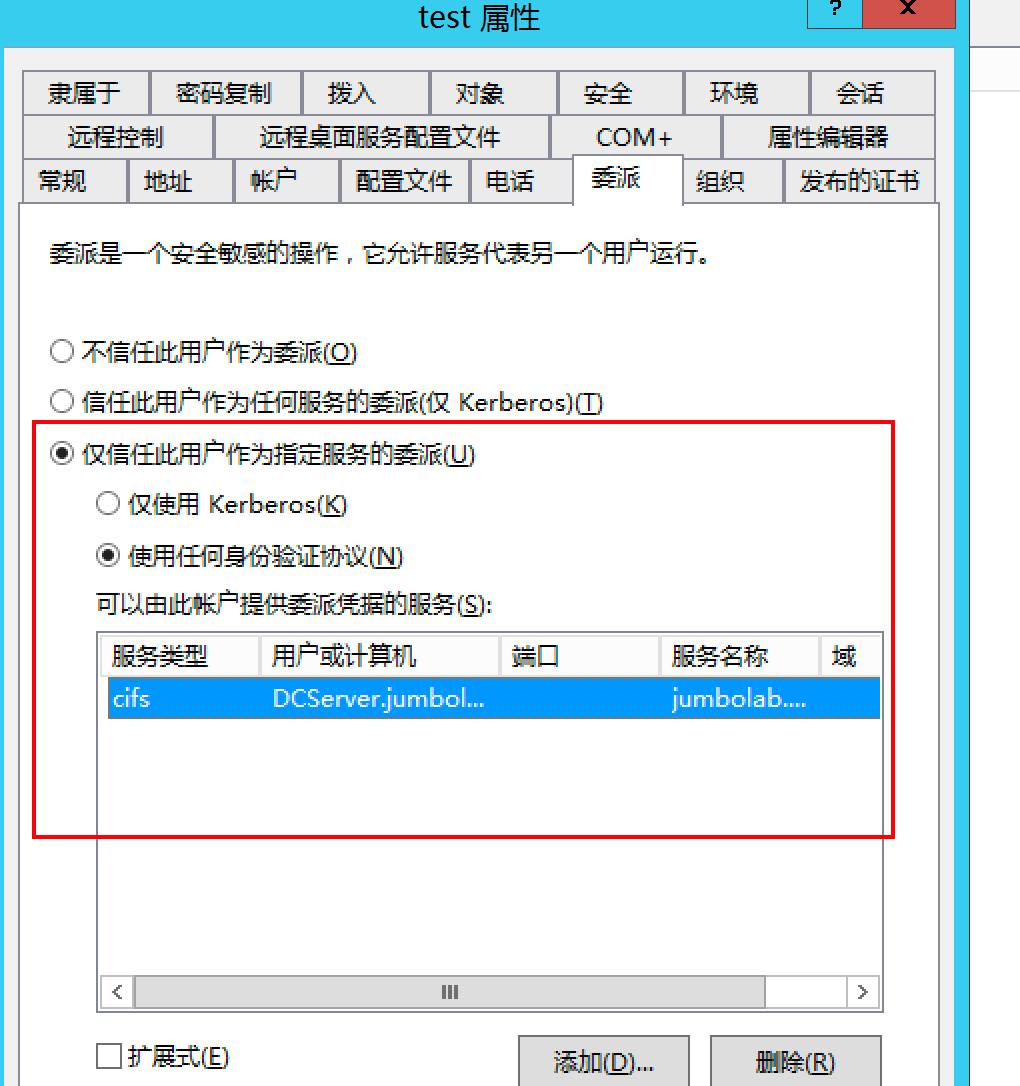 test 属性
?
x
隶属于 密码复制 拨入 对象 安全 环境 会话
远程控制 远程桌面服务配置文件 COM+ 属性编辑器
常规 地址 帐户 配置文件 电话 委派 组织 发布的证书
委派是一个安全敏感的操作，它允许服务代表另一个用户运行。
不信任此用户作为委派(O)
信任此用户作为任何服务的委派(仅 Kerberos)(T)
仅信任此用户作为指定服务的委派(U)
仅使用 Kerberos(K)
使用任何身份验证协议(N)
可以由此帐户提供委派凭据的服务(S):
服务类型 用户或计算机 端口 服务名称 域
cifs DCServer.jumbol... jumbolab....
扩展式(E)
添加(D)... 删除(R)